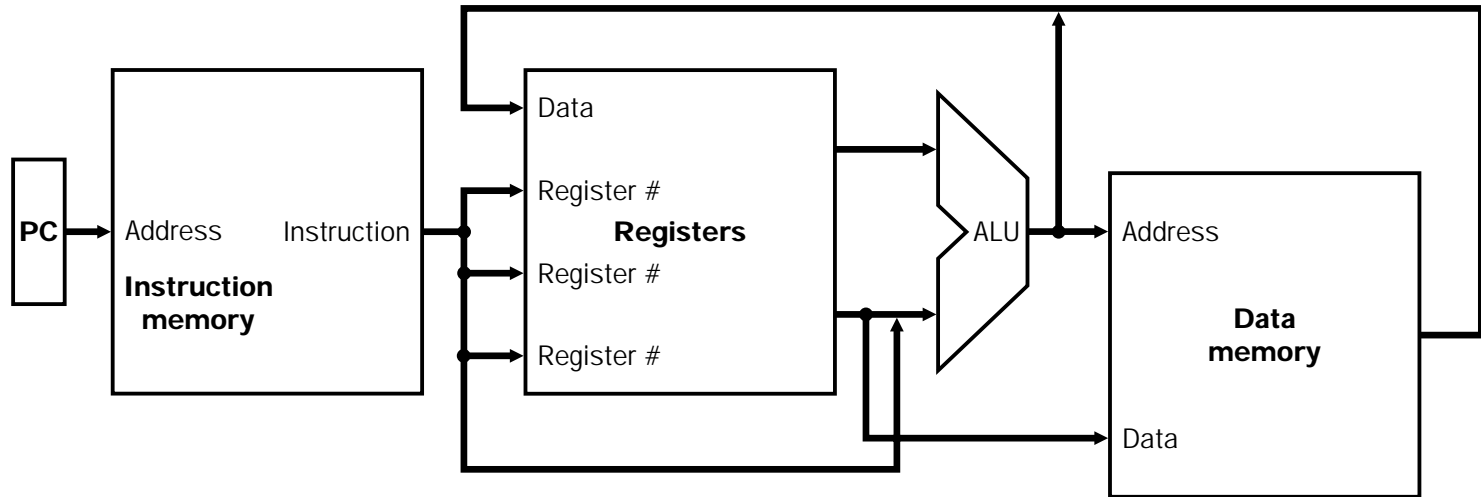 PC
Address
Instruction
Instruction
memory
Data
Register #
Registers
Register #
Register #
ALU
Address
Data
memory
Data